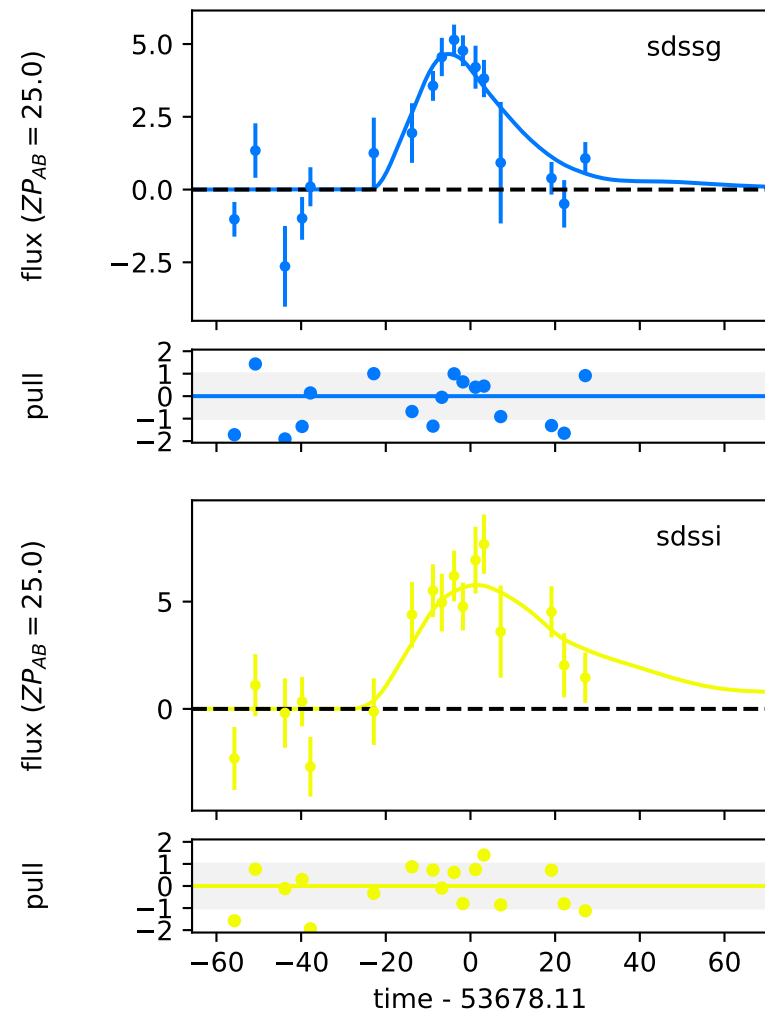 sdssg
flux (ZP_AB = 25.0)
5.0
2.5
0.0
−2.5
pull
2
1
0
−1
−2
sdssi
flux (ZP_AB = 25.0)
5
0
pull
2
1
0
−1
−2
−60 −40 −20 0 20 40 60
time - 53678.11